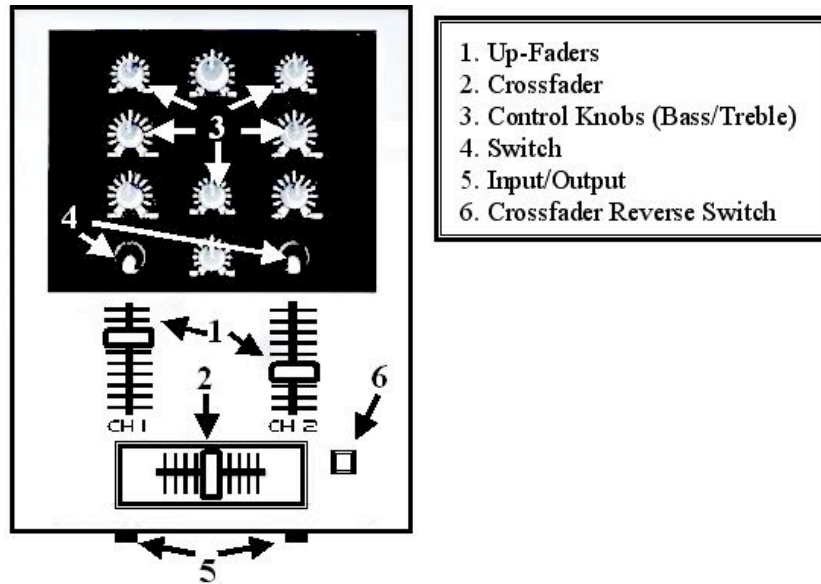 3
4
1
2
6
CH 1
CH 2
5
1. Up-Faders
2. Crossfader
3. Control Knobs (Bass/Treble)
4. Switch
5. Input/Output
6. Crossfader Reverse Switch